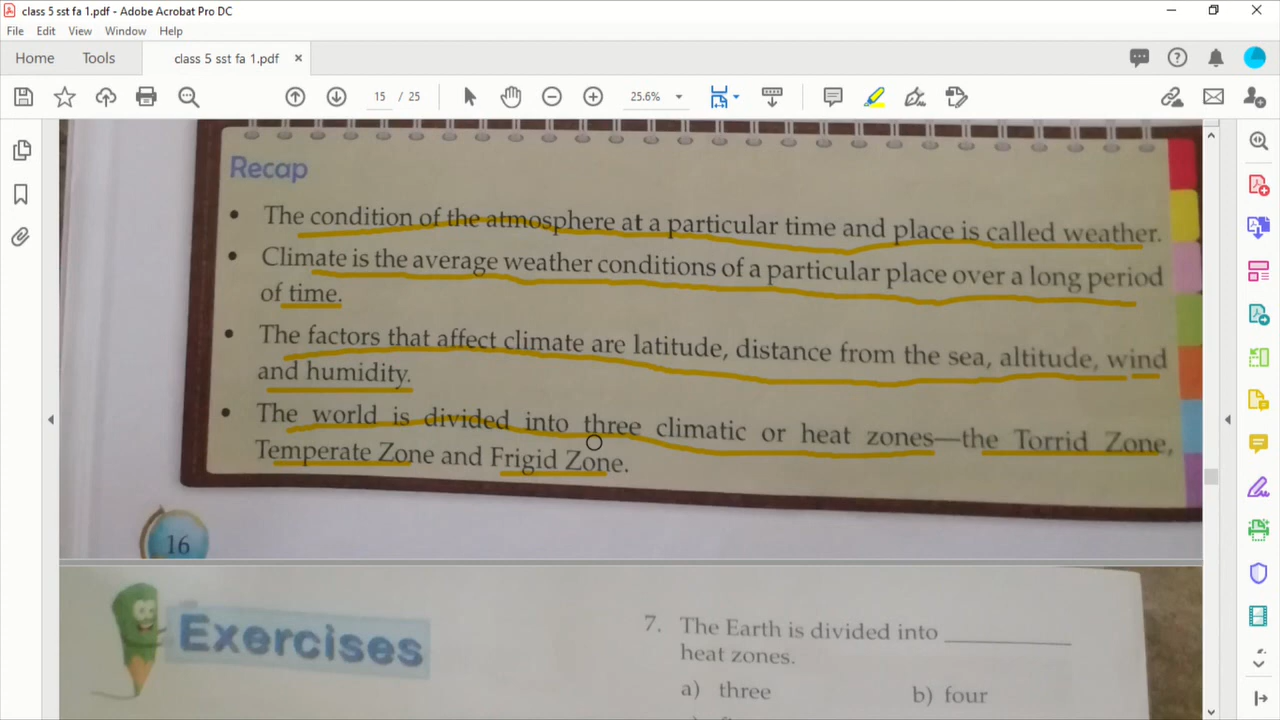 class 5 sst fa 1.pdf - Adobe Acrobat Pro DC
File Edit View Window Help
Home Tools class 5 sst fa 1.pdf ×
15 / 25 25.6%
Recap
• The condition of the atmosphere at a particular time and place is called weather.
• Climate is the average weather conditions of a particular place over a long period
of time.
• The factors that affect climate are latitude, distance from the sea, altitude, wind
and humidity.
• The world is divided into three climatic or heat zones—the Torrid Zone,
Temperate Zone and Frigid Zone.
16
Exercises
7. The Earth is divided into ________
heat zones.
a) three b) four